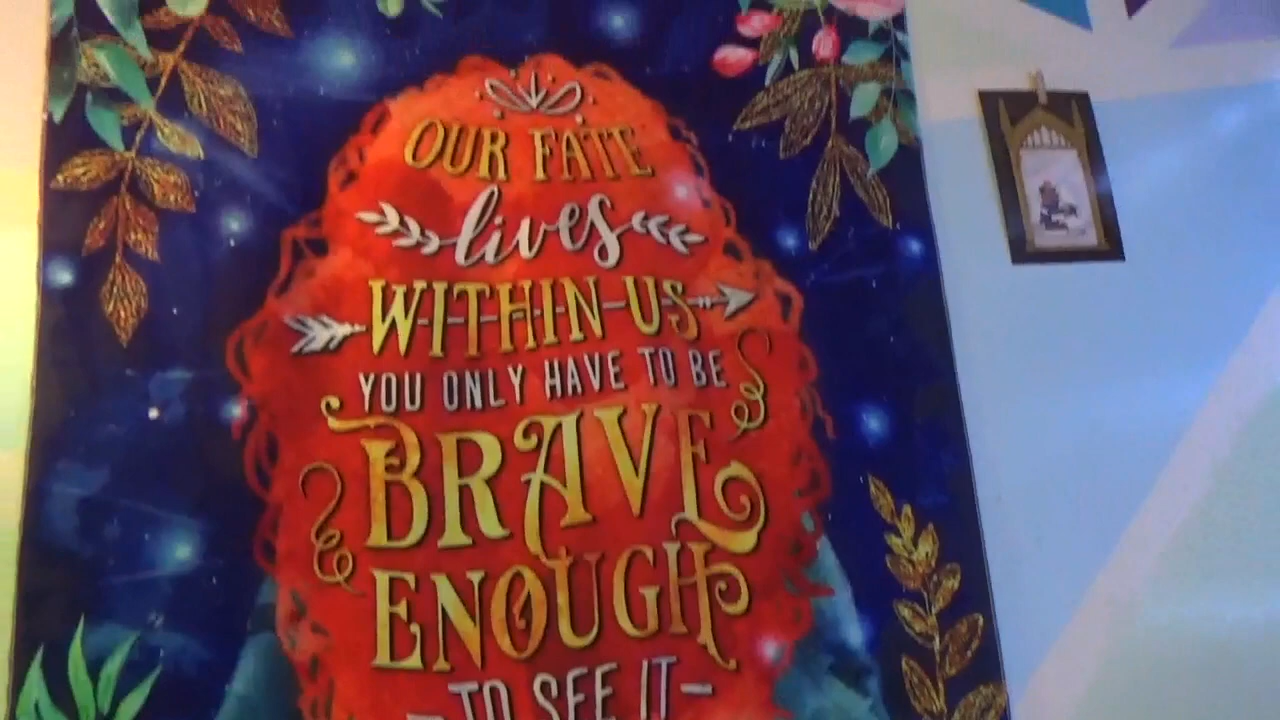 OUR FATE
lives
WITHIN US
YOU ONLY HAVE TO BE
BRAVE
ENOUGH
TO SEE IT